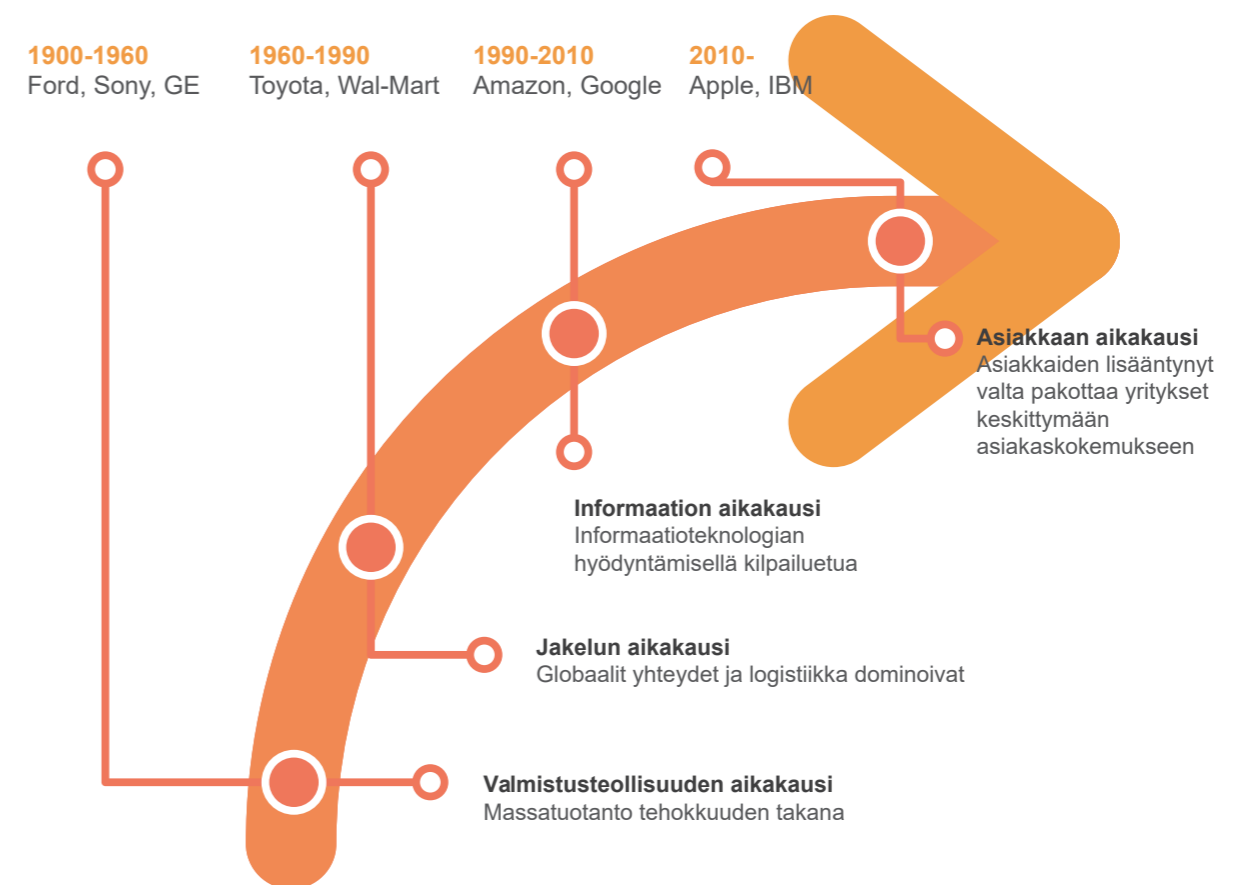 1900-1960
Ford, Sony, GE
1960-1990
Toyota, Wal-Mart
1990-2010
Amazon, Google
2010-
Apple, IBM
Asiakkaan aikakausi
Asiakkaiden lisääntynyt
valta pakottaa yritykset
keskittymään
asiakaskokemukseen
Informaation aikakausi
Informaatioteknologian
hyödyntämisellä kilpailuetua
Jakelun aikakausi
Globaalit yhteydet ja logistiikka dominoivat
Valmistusteollisuuden aikakausi
Massatuotanto tehokkuuden takana